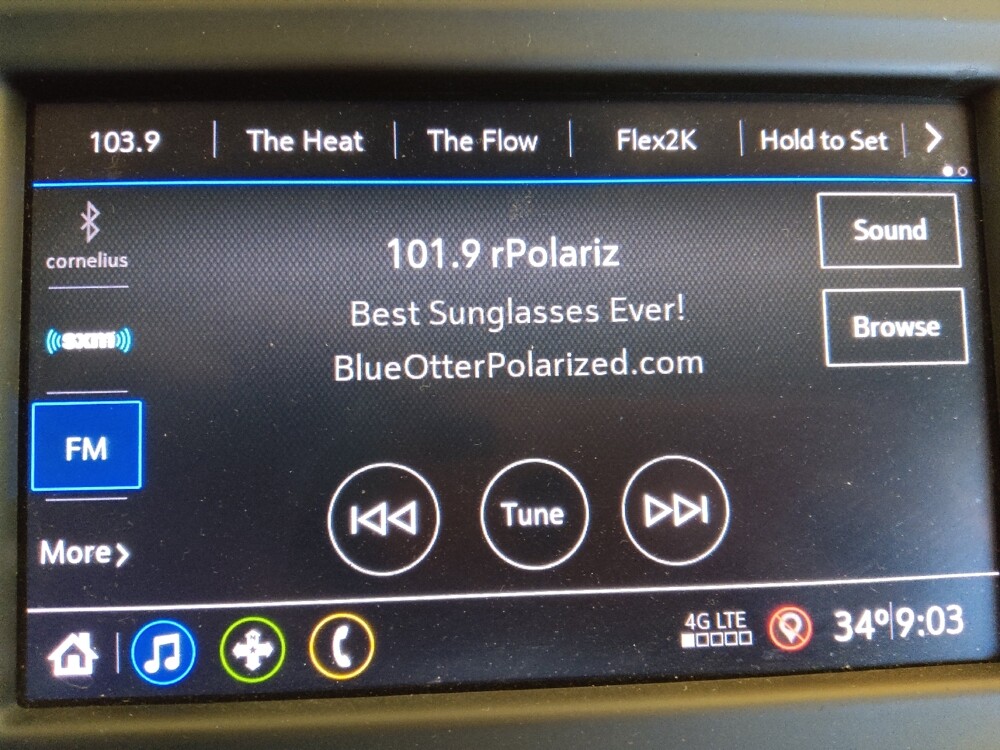 103.9 The Heat The Flow Flex2K Hold to Set
Sound
Browse
cornelius
sxm
FM
More
101.9 rPolariz
Best Sunglasses Ever!
BlueOtterPolarized.com
Tune
4G LTE
34° 9:03